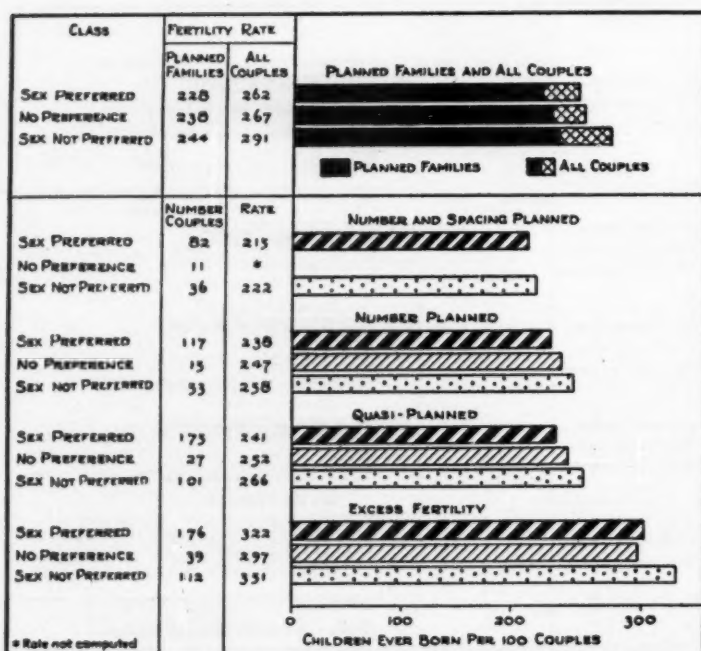 CLASS
FERTILITY RATE
PLANNED FAMILIES
ALL COUPLES
PLANNED FAMILIES AND ALL COUPLES
SEX PREFERRED 228 262
NO PREFERENCE 238 267
SEX NOT PREFERRED 244 291
PLANNED FAMILIES
ALL COUPLES
NUMBER COUPLES
RATE
NUMBER AND SPACING PLANNED
SEX PREFERRED 82 215
NO PREFERENCE 11 *
SEX NOT PREFERRED 36 222
NUMBER PLANNED
SEX PREFERRED 117 238
NO PREFERENCE 15 247
SEX NOT PREFERRED 53 258
QUASI-PLANNED
SEX PREFERRED 175 241
NO PREFERENCE 27 252
SEX NOT PREFERRED 101 266
EXCESS FERTILITY
SEX PREFERRED 176 322
NO PREFERENCE 39 297
SEX NOT PREFERRED 112 351
0 100 200 300
CHILDREN EVER BORN PER 100 COUPLES
* Rate not computed